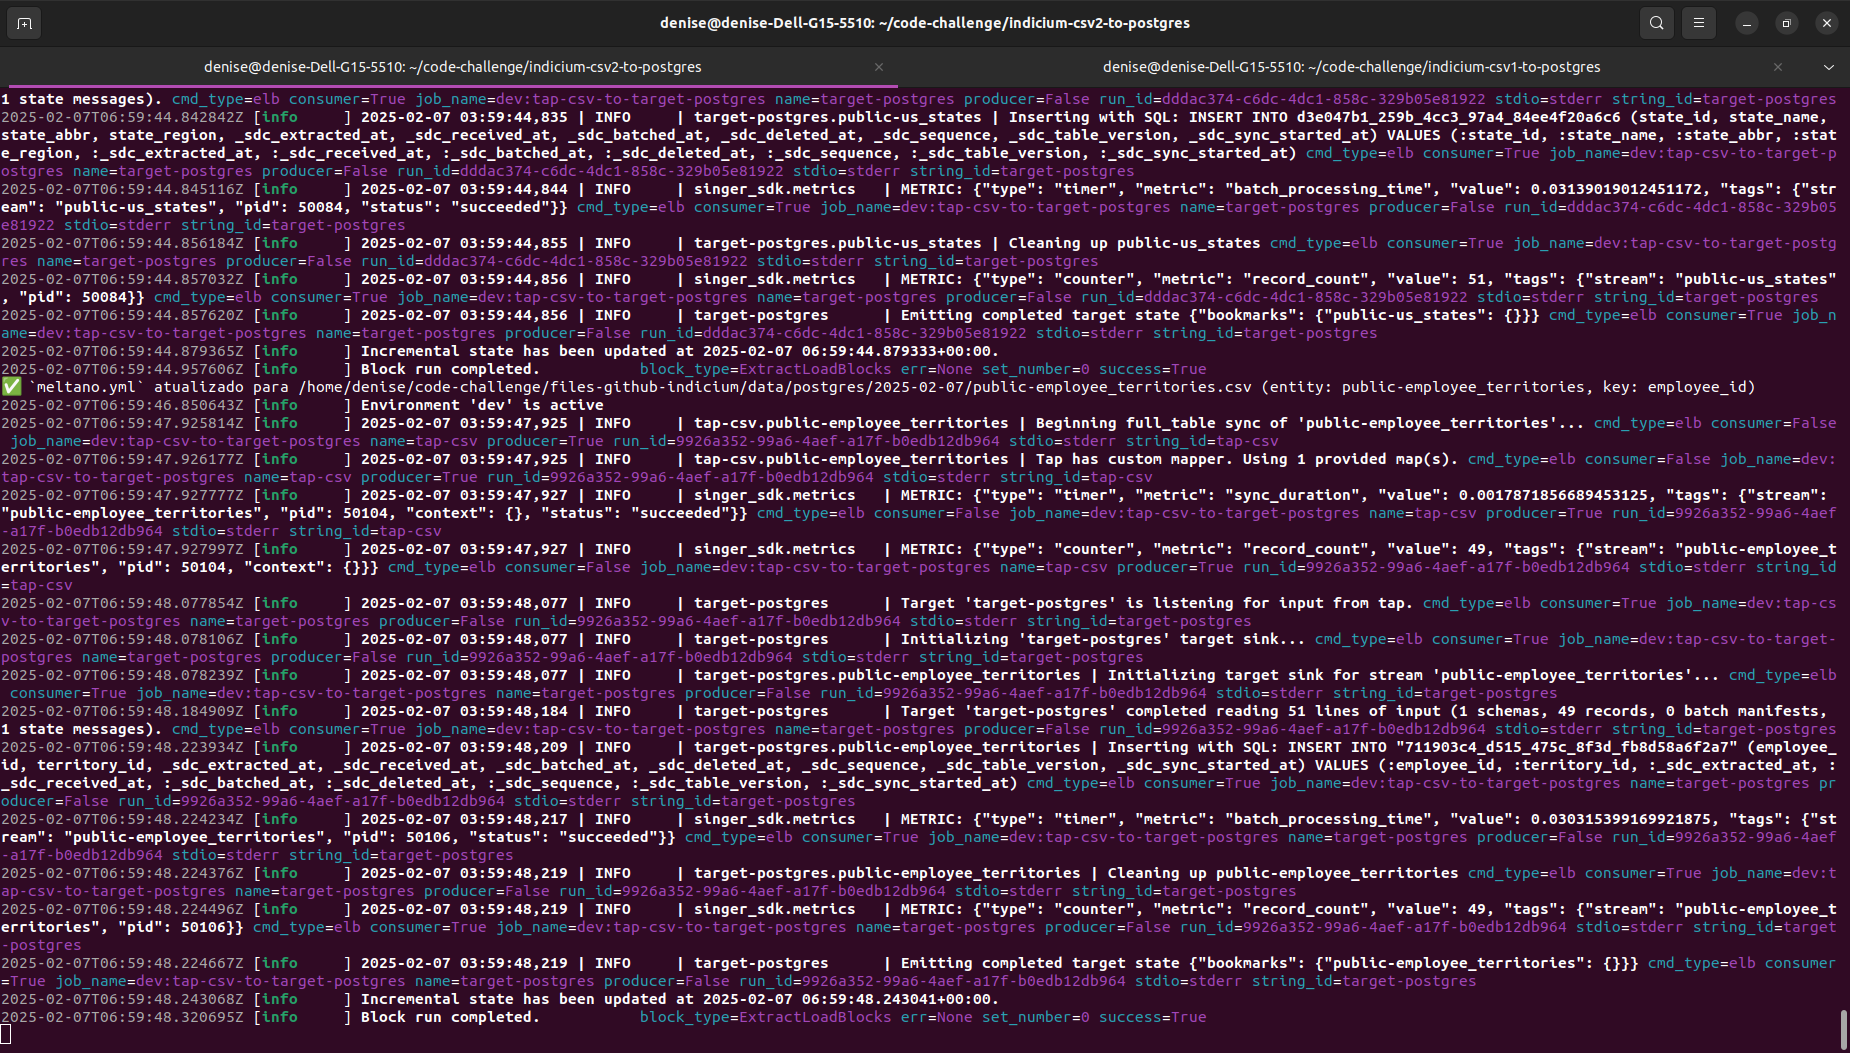 denise@denise-Dell-G15-5510: ~/code-challenge/indicium-csv2-to-postgres
denise@denise-Dell-G15-5510: ~/code-challenge/indicium-csv2-to-postgres
denise@denise-Dell-G15-5510: ~/code-challenge/indicium-csv1-to-postgres
1 state messages). cmd_type=elb consumer=True job_name=dev:tap-csv-to-target-postgres name=target-postgres producer=False run_id=dddac374-c6dc-4dc1-858c-329b05e81922 stdio=stderr string_id=target-postgres
2025-02-07T06:59:44.842842Z [info     ] 2025-02-07 03:59:44,835 | INFO     | target-postgres.public-us_states | Inserting with SQL: INSERT INTO d3e047b1_259b_4cc3_97a4_84ee4f20a6c6 (state_id, state_name,
state_abbr, state_region, _sdc_extracted_at, _sdc_received_at, _sdc_batched_at, _sdc_deleted_at, _sdc_sequence, _sdc_table_version, _sdc_sync_started_at) VALUES (:state_id, :state_name, :state_abbr, :stat
e_region, :_sdc_extracted_at, :_sdc_received_at, :_sdc_batched_at, :_sdc_deleted_at, :_sdc_sequence, :_sdc_table_version, :_sdc_sync_started_at) cmd_type=elb consumer=True job_name=dev:tap-csv-to-target-p
ostgres name=target-postgres producer=False run_id=dddac374-c6dc-4dc1-858c-329b05e81922 stdio=stderr string_id=target-postgres
2025-02-07T06:59:44.845116Z [info     ] 2025-02-07 03:59:44,844 | INFO     | singer_sdk.metrics   | METRIC: {"type": "timer", "metric": "batch_processing_time", "value": 0.03139019012451172, "tags": {"str
eam": "public-us_states", "pid": 50084, "status": "succeeded"}} cmd_type=elb consumer=True job_name=dev:tap-csv-to-target-postgres name=target-postgres producer=False run_id=dddac374-c6dc-4dc1-858c-329b05
e81922 stdio=stderr string_id=target-postgres
2025-02-07T06:59:44.856184Z [info     ] 2025-02-07 03:59:44,855 | INFO     | target-postgres.public-us_states | Cleaning up public-us_states cmd_type=elb consumer=True job_name=dev:tap-csv-to-target-postg
res name=target-postgres producer=False run_id=dddac374-c6dc-4dc1-858c-329b05e81922 stdio=stderr string_id=target-postgres
2025-02-07T06:59:44.857032Z [info     ] 2025-02-07 03:59:44,856 | INFO     | singer_sdk.metrics   | METRIC: {"type": "counter", "metric": "record_count", "value": 51, "tags": {"stream": "public-us_states"
, "pid": 50084}} cmd_type=elb consumer=True job_name=dev:tap-csv-to-target-postgres name=target-postgres producer=False run_id=dddac374-c6dc-4dc1-858c-329b05e81922 stdio=stderr string_id=target-postgres
2025-02-07T06:59:44.857620Z [info     ] 2025-02-07 03:59:44,856 | INFO     | target-postgres      | Emitting completed target state {"bookmarks": {"public-us_states": {}}} cmd_type=elb consumer=True job_n
ame=dev:tap-csv-to-target-postgres name=target-postgres producer=False run_id=dddac374-c6dc-4dc1-858c-329b05e81922 stdio=stderr string_id=target-postgres
2025-02-07T06:59:44.879365Z [info     ] Incremental state has been updated at 2025-02-07 06:59:44.879333+00:00.
2025-02-07T06:59:44.957606Z [info     ] Block run completed.           block_type=ExtractLoadBlocks err=None set_number=0 success=True
✅ `meltano.yml` atualizado para /home/denise/code-challenge/files-github-indicium/data/postgres/2025-02-07/public-employee_territories.csv (entity: public-employee_territories, key: employee_id)
2025-02-07T06:59:46.850643Z [info     ] Environment 'dev' is active
2025-02-07T06:59:47.925814Z [info     ] 2025-02-07 03:59:47,925 | INFO     | tap-csv.public-employee_territories | Beginning full_table sync of 'public-employee_territories'... cmd_type=elb consumer=False
 job_name=dev:tap-csv-to-target-postgres name=tap-csv producer=True run_id=9926a352-99a6-4aef-a17f-b0edb12db964 stdio=stderr string_id=tap-csv
2025-02-07T06:59:47.926177Z [info     ] 2025-02-07 03:59:47,925 | INFO     | tap-csv.public-employee_territories | Tap has custom mapper. Using 1 provided map(s). cmd_type=elb consumer=False job_name=dev:
tap-csv-to-target-postgres name=tap-csv producer=True run_id=9926a352-99a6-4aef-a17f-b0edb12db964 stdio=stderr string_id=tap-csv
2025-02-07T06:59:47.927777Z [info     ] 2025-02-07 03:59:47,927 | INFO     | singer_sdk.metrics   | METRIC: {"type": "timer", "metric": "sync_duration", "value": 0.0017871856689453125, "tags": {"stream":
"public-employee_territories", "pid": 50104, "context": {}, "status": "succeeded"}} cmd_type=elb consumer=False job_name=dev:tap-csv-to-target-postgres name=tap-csv producer=True run_id=9926a352-99a6-4aef
-a17f-b0edb12db964 stdio=stderr string_id=tap-csv
2025-02-07T06:59:47.927997Z [info     ] 2025-02-07 03:59:47,927 | INFO     | singer_sdk.metrics   | METRIC: {"type": "counter", "metric": "record_count", "value": 49, "tags": {"stream": "public-employee_t
erritories", "pid": 50104, "context": {}}} cmd_type=elb consumer=False job_name=dev:tap-csv-to-target-postgres name=tap-csv producer=True run_id=9926a352-99a6-4aef-a17f-b0edb12db964 stdio=stderr string_id
=tap-csv
2025-02-07T06:59:48.077854Z [info     ] 2025-02-07 03:59:48,077 | INFO     | target-postgres      | Target 'target-postgres' is listening for input from tap. cmd_type=elb consumer=True job_name=dev:tap-cs
v-to-target-postgres name=target-postgres producer=False run_id=9926a352-99a6-4aef-a17f-b0edb12db964 stdio=stderr string_id=target-postgres
2025-02-07T06:59:48.078106Z [info     ] 2025-02-07 03:59:48,077 | INFO     | target-postgres      | Initializing 'target-postgres' target sink... cmd_type=elb consumer=True job_name=dev:tap-csv-to-target-
postgres name=target-postgres producer=False run_id=9926a352-99a6-4aef-a17f-b0edb12db964 stdio=stderr string_id=target-postgres
2025-02-07T06:59:48.078239Z [info     ] 2025-02-07 03:59:48,077 | INFO     | target-postgres.public-employee_territories | Initializing target sink for stream 'public-employee_territories'... cmd_type=elb
 consumer=True job_name=dev:tap-csv-to-target-postgres name=target-postgres producer=False run_id=9926a352-99a6-4aef-a17f-b0edb12db964 stdio=stderr string_id=target-postgres
2025-02-07T06:59:48.184909Z [info     ] 2025-02-07 03:59:48,184 | INFO     | target-postgres      | Target 'target-postgres' completed reading 51 lines of input (1 schemas, 49 records, 0 batch manifests,
1 state messages). cmd_type=elb consumer=True job_name=dev:tap-csv-to-target-postgres name=target-postgres producer=False run_id=9926a352-99a6-4aef-a17f-b0edb12db964 stdio=stderr string_id=target-postgres
2025-02-07T06:59:48.223934Z [info     ] 2025-02-07 03:59:48,209 | INFO     | target-postgres.public-employee_territories | Inserting with SQL: INSERT INTO "711903c4_d515_475c_8f3d_fb8d58a6f2a7" (employee_
id, territory_id, _sdc_extracted_at, _sdc_received_at, _sdc_batched_at, _sdc_deleted_at, _sdc_sequence, _sdc_table_version, _sdc_sync_started_at) VALUES (:employee_id, :territory_id, :_sdc_extracted_at, :
_sdc_received_at, :_sdc_batched_at, :_sdc_deleted_at, :_sdc_sequence, :_sdc_table_version, :_sdc_sync_started_at) cmd_type=elb consumer=True job_name=dev:tap-csv-to-target-postgres name=target-postgres pr
oducer=False run_id=9926a352-99a6-4aef-a17f-b0edb12db964 stdio=stderr string_id=target-postgres
2025-02-07T06:59:48.224234Z [info     ] 2025-02-07 03:59:48,217 | INFO     | singer_sdk.metrics   | METRIC: {"type": "timer", "metric": "batch_processing_time", "value": 0.030315399169921875, "tags": {"st
ream": "public-employee_territories", "pid": 50106, "status": "succeeded"}} cmd_type=elb consumer=True job_name=dev:tap-csv-to-target-postgres name=target-postgres producer=False run_id=9926a352-99a6-4aef
-a17f-b0edb12db964 stdio=stderr string_id=target-postgres
2025-02-07T06:59:48.224376Z [info     ] 2025-02-07 03:59:48,219 | INFO     | target-postgres.public-employee_territories | Cleaning up public-employee_territories cmd_type=elb consumer=True job_name=dev:t
ap-csv-to-target-postgres name=target-postgres producer=False run_id=9926a352-99a6-4aef-a17f-b0edb12db964 stdio=stderr string_id=target-postgres
2025-02-07T06:59:48.224496Z [info     ] 2025-02-07 03:59:48,219 | INFO     | singer_sdk.metrics   | METRIC: {"type": "counter", "metric": "record_count", "value": 49, "tags": {"stream": "public-employee_t
erritories", "pid": 50106}} cmd_type=elb consumer=True job_name=dev:tap-csv-to-target-postgres name=target-postgres producer=False run_id=9926a352-99a6-4aef-a17f-b0edb12db964 stdio=stderr string_id=target
-postgres
2025-02-07T06:59:48.224667Z [info     ] 2025-02-07 03:59:48,219 | INFO     | target-postgres      | Emitting completed target state {"bookmarks": {"public-employee_territories": {}}} cmd_type=elb consumer
=True job_name=dev:tap-csv-to-target-postgres name=target-postgres producer=False run_id=9926a352-99a6-4aef-a17f-b0edb12db964 stdio=stderr string_id=target-postgres
2025-02-07T06:59:48.243068Z [info     ] Incremental state has been updated at 2025-02-07 06:59:48.243041+00:00.
2025-02-07T06:59:48.320695Z [info     ] Block run completed.           block_type=ExtractLoadBlocks err=None set_number=0 success=True